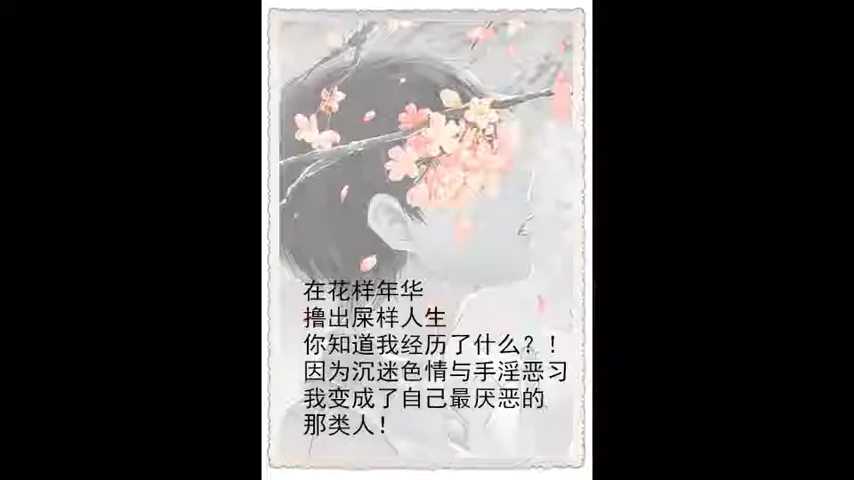 在花样年华
撸出屎样人生
你知道我经历了什么？！
因为沉迷色情与手淫恶习
我变成了自己最厌恶的
那类人！